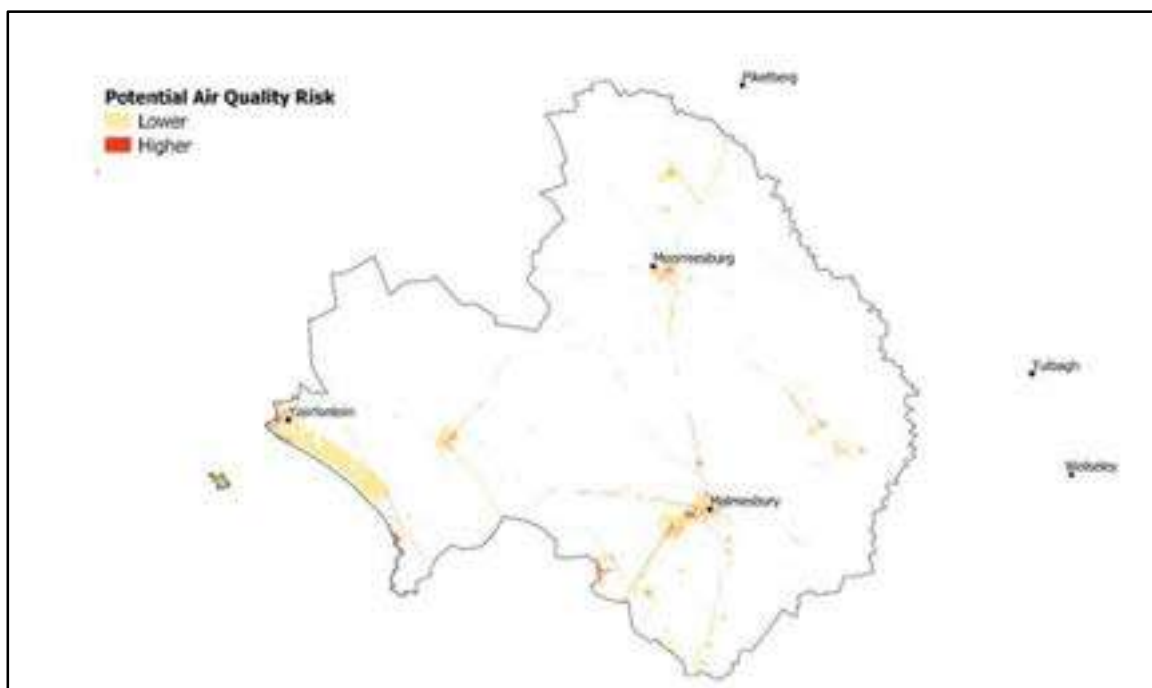 Piketberg
Potential Air Quality Risk
Lower
Higher
Moorreesburg
Tulbagh
Yzerfontein
Wolseley
Malmesbury